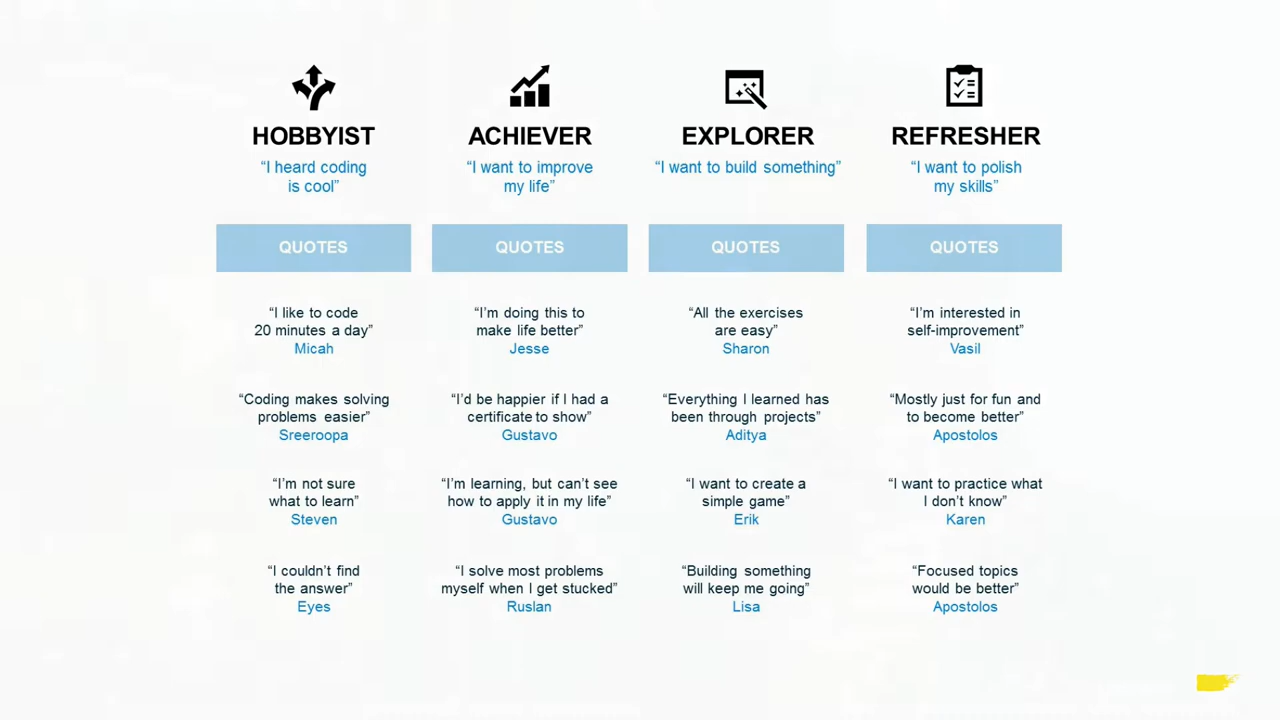 HOBBYIST
“I heard coding
is cool”
QUOTES
“I like to code
20 minutes a day”
Micah
“Coding makes solving
problems easier”
Sreeroopa
“I’m not sure
what to learn”
Steven
“I couldn’t find
the answer”
Eyes
ACHIEVER
“I want to improve
my life”
QUOTES
“I’m doing this to
make life better”
Jesse
“I’d be happier if I had a
certificate to show”
Gustavo
“I’m learning, but can’t see
how to apply it in my life”
Gustavo
“I solve most problems
myself when I get stucked”
Ruslan
EXPLORER
“I want to build something”
QUOTES
“All the exercises
are easy”
Sharon
“Everything I learned has
been through projects”
Aditya
“I want to create a
simple game”
Erik
“Building something
will keep me going”
Lisa
REFRESHER
“I want to polish
my skills”
QUOTES
“I’m interested in
self-improvement”
Vasil
“Mostly just for fun and
to become better”
Apostolos
“I want to practice what
I don’t know”
Karen
“Focused topics
would be better”
Apostolos